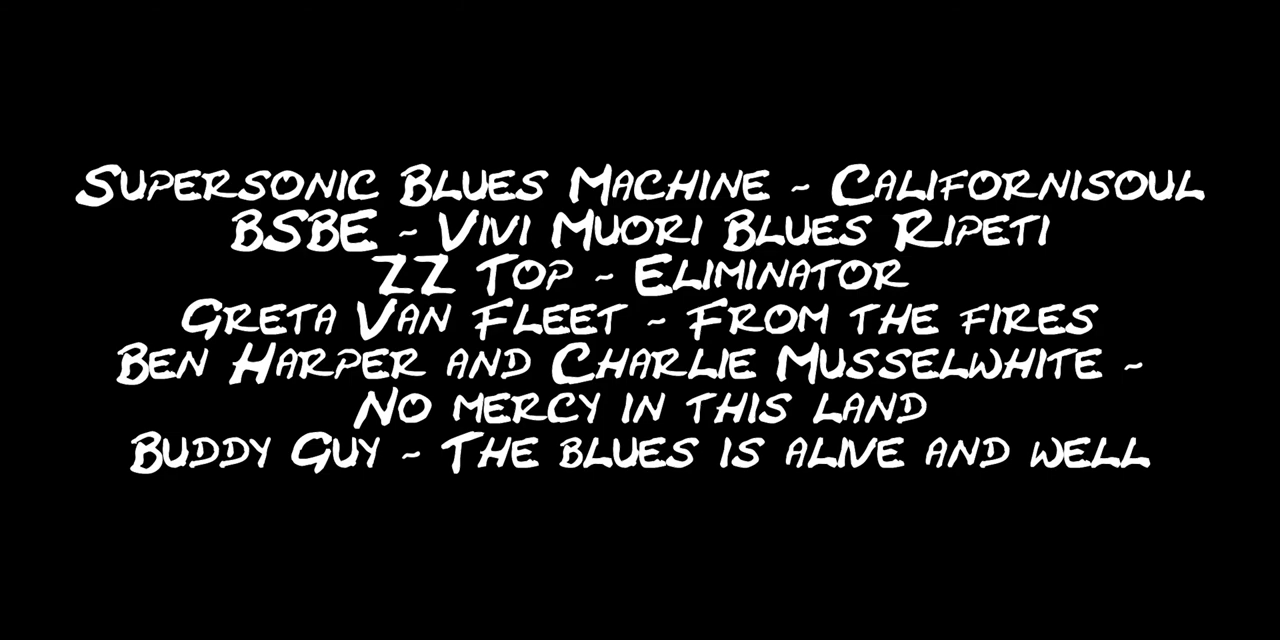 Supersonic Blues Machine - Californisoul
BSBE - Vivi Muori Blues Ripeti
ZZ Top - Eliminator
Greta Van Fleet - From the fires
Ben Harper and Charlie Musselwhite -
No mercy in this land
Buddy Guy - The blues is alive and well